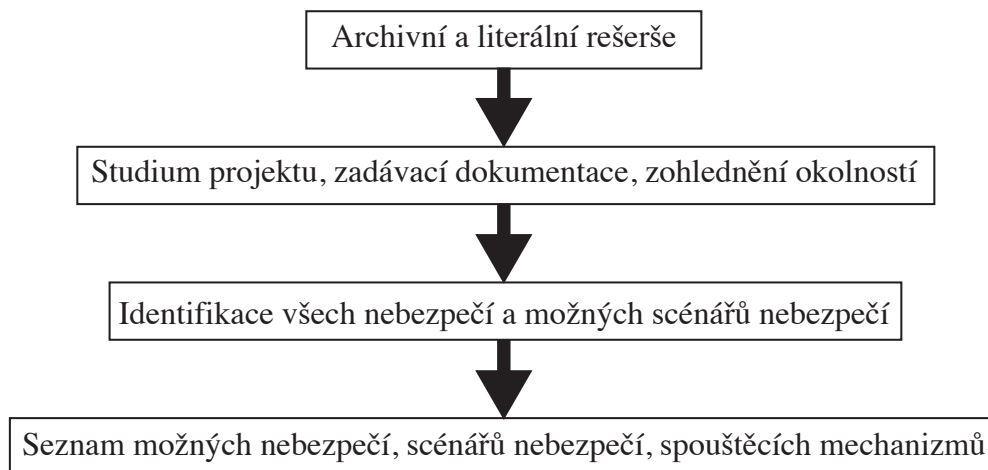 Archivní a literální rešerše
Studium projektu, zadávací dokumentace, zohlednění okolností
Identifikace všech nebezpečí a možných scénářů nebezpečí
Seznam možných nebezpečí, scénářů nebezpečí, spouštěcích mechanizmů